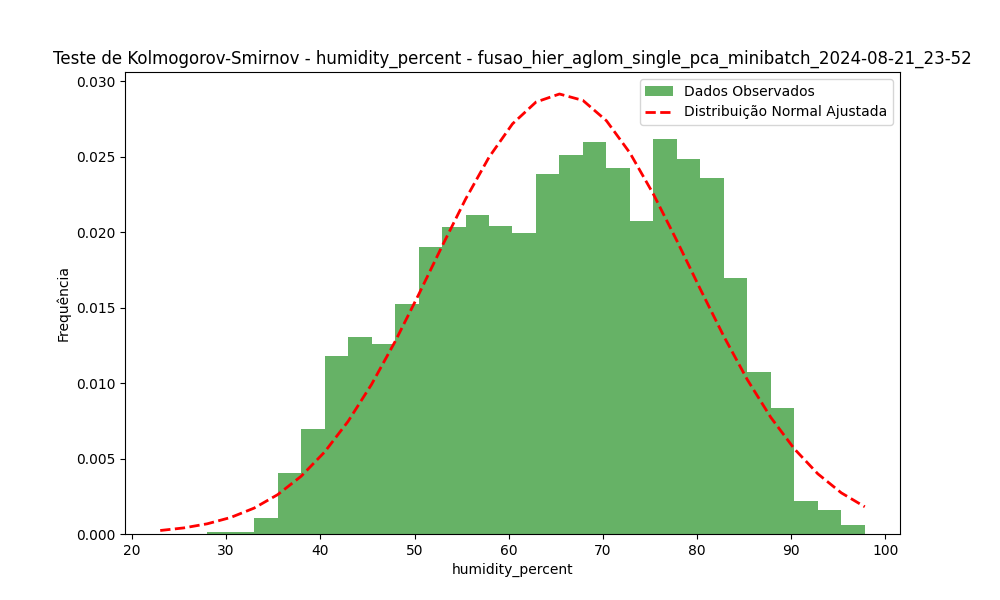 Teste de Kolmogorov-Smirnov - humidity_percent - fusao_hier_aglom_single_pca_minibatch_2024-08-21_23-52
Dados Observados
Distribuição Normal Ajustada
Frequência
0.030
0.025
0.020
0.015
0.010
0.005
0.000
20 30 40 50 60 70 80 90 100
humidity_percent